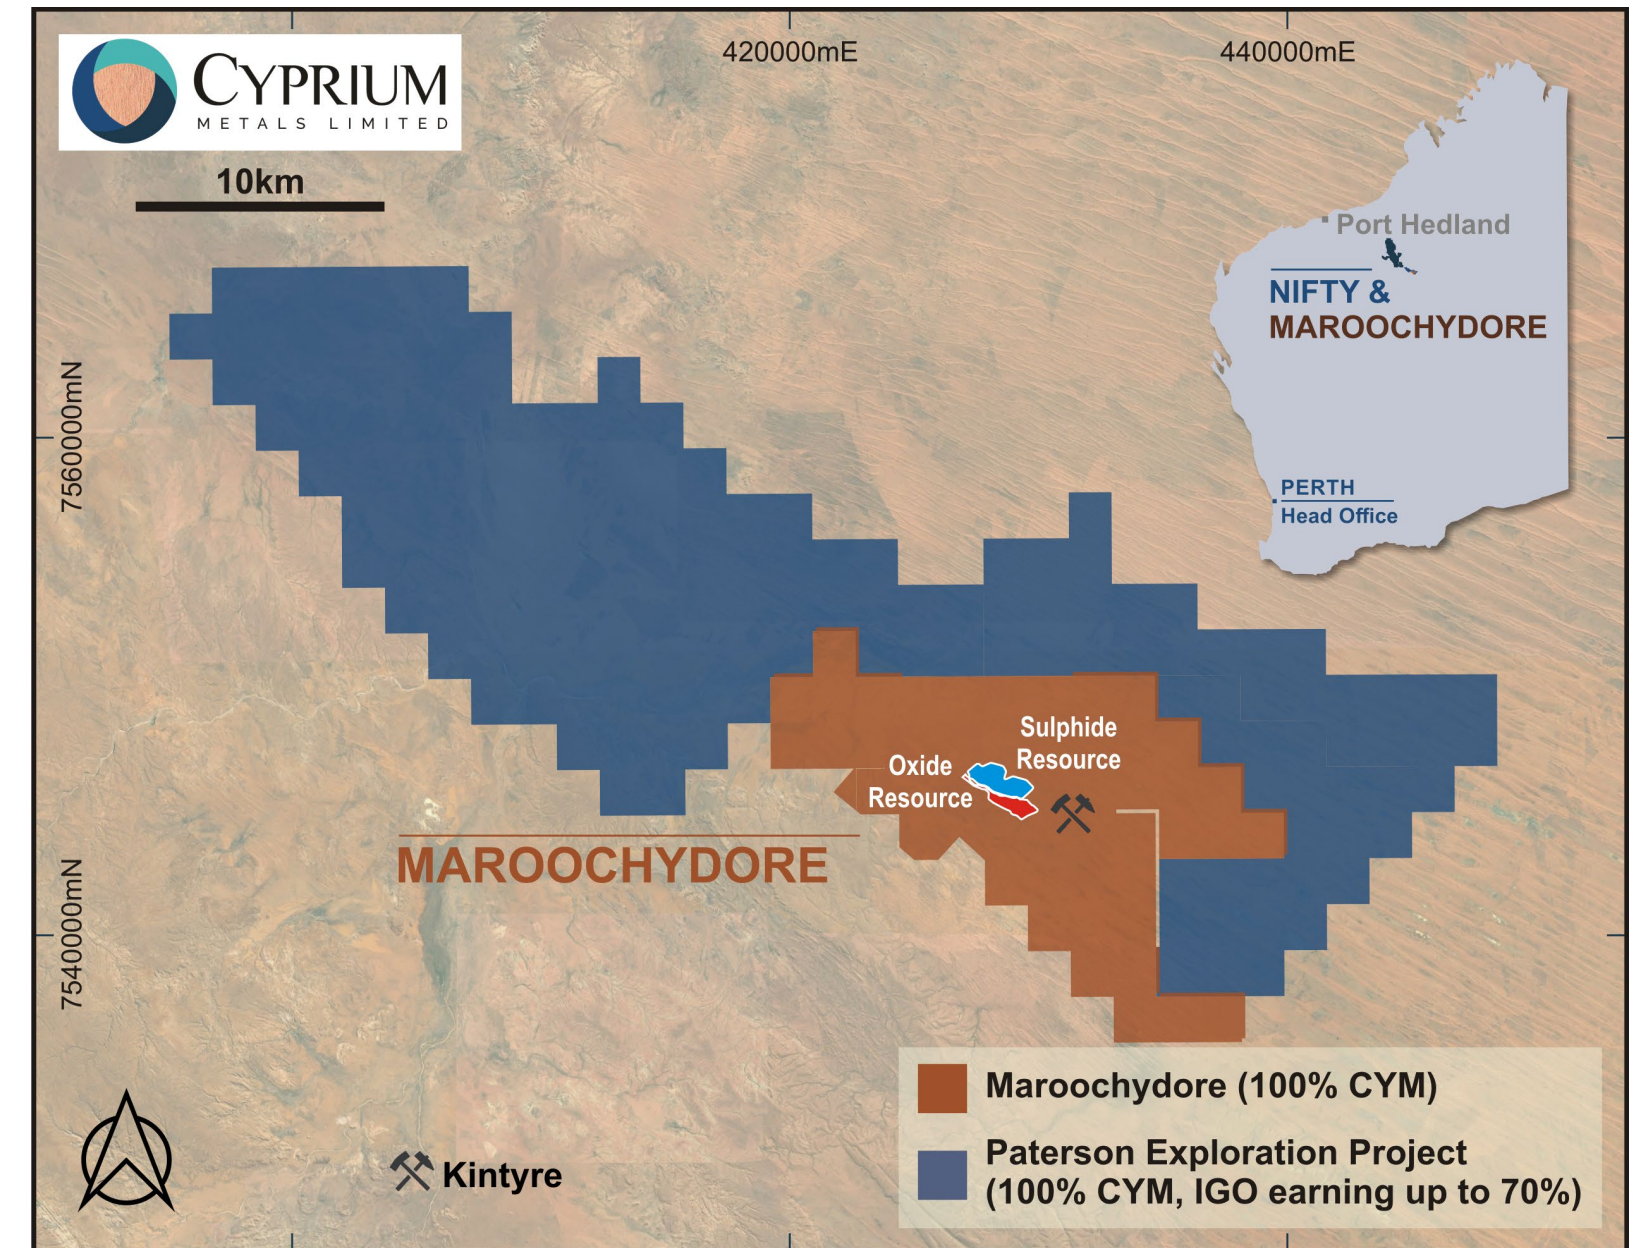 CYPRIUM
METALS LIMITED
420000mE
440000mE
10km
Port Hedland
NIFTY &
MAROOCHYDORE
7560000mN
PERTH
Head Office
Sulphide
Resource
Oxide
Resource
MAROOCHYDORE
7540000mN
Maroochydore (100% CYM)
Paterson Exploration Project
(100% CYM, IGO earning up to 70%)
Kintyre